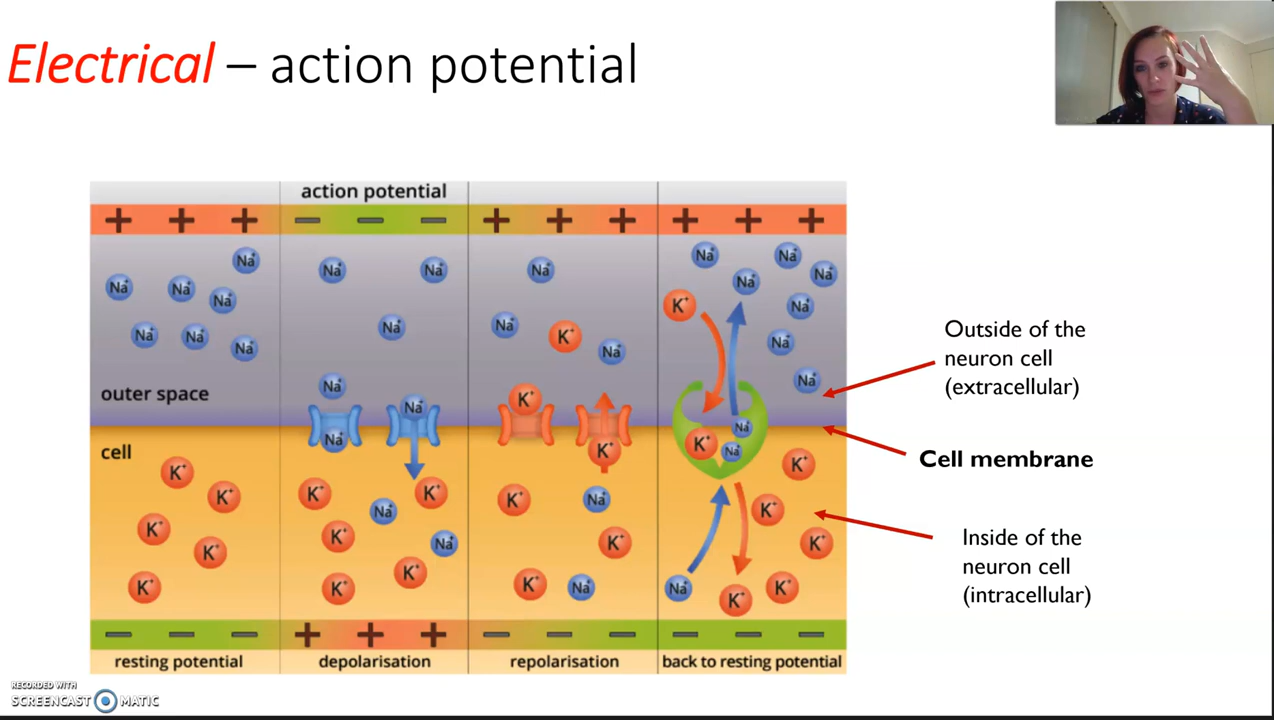 Electrical – action potential
action potential
+ + + − − − + + + + + +
Na⁺ Na⁺ Na⁺ Na⁺ Na⁺ Na⁺ Na⁺
outer space
cell
K⁺ K⁺ K⁺ K⁺ K⁺
Na⁺ Na⁺ Na⁺ Na⁺ Na⁺ Na⁺
K⁺ K⁺ Na⁺ K⁺ Na⁺ K⁺ K⁺
Na⁺ Na⁺ K⁺ Na⁺
K⁺ K⁺
K⁺ Na⁺ K⁺ K⁺ Na⁺
Na⁺ Na⁺ Na⁺ Na⁺ K⁺ Na⁺ Na⁺ Na⁺
K⁺ Na⁺ Na⁺ K⁺
K⁺ K⁺ Na⁺ K⁺ K⁺
− − − + + + − − − − − −
resting potential
depolarisation
repolarisation
back to resting potential
Outside of the
neuron cell
(extracellular)
Cell membrane
Inside of the
neuron cell
(intracellular)
RECORDED WITH
SCREENCAST MATIC